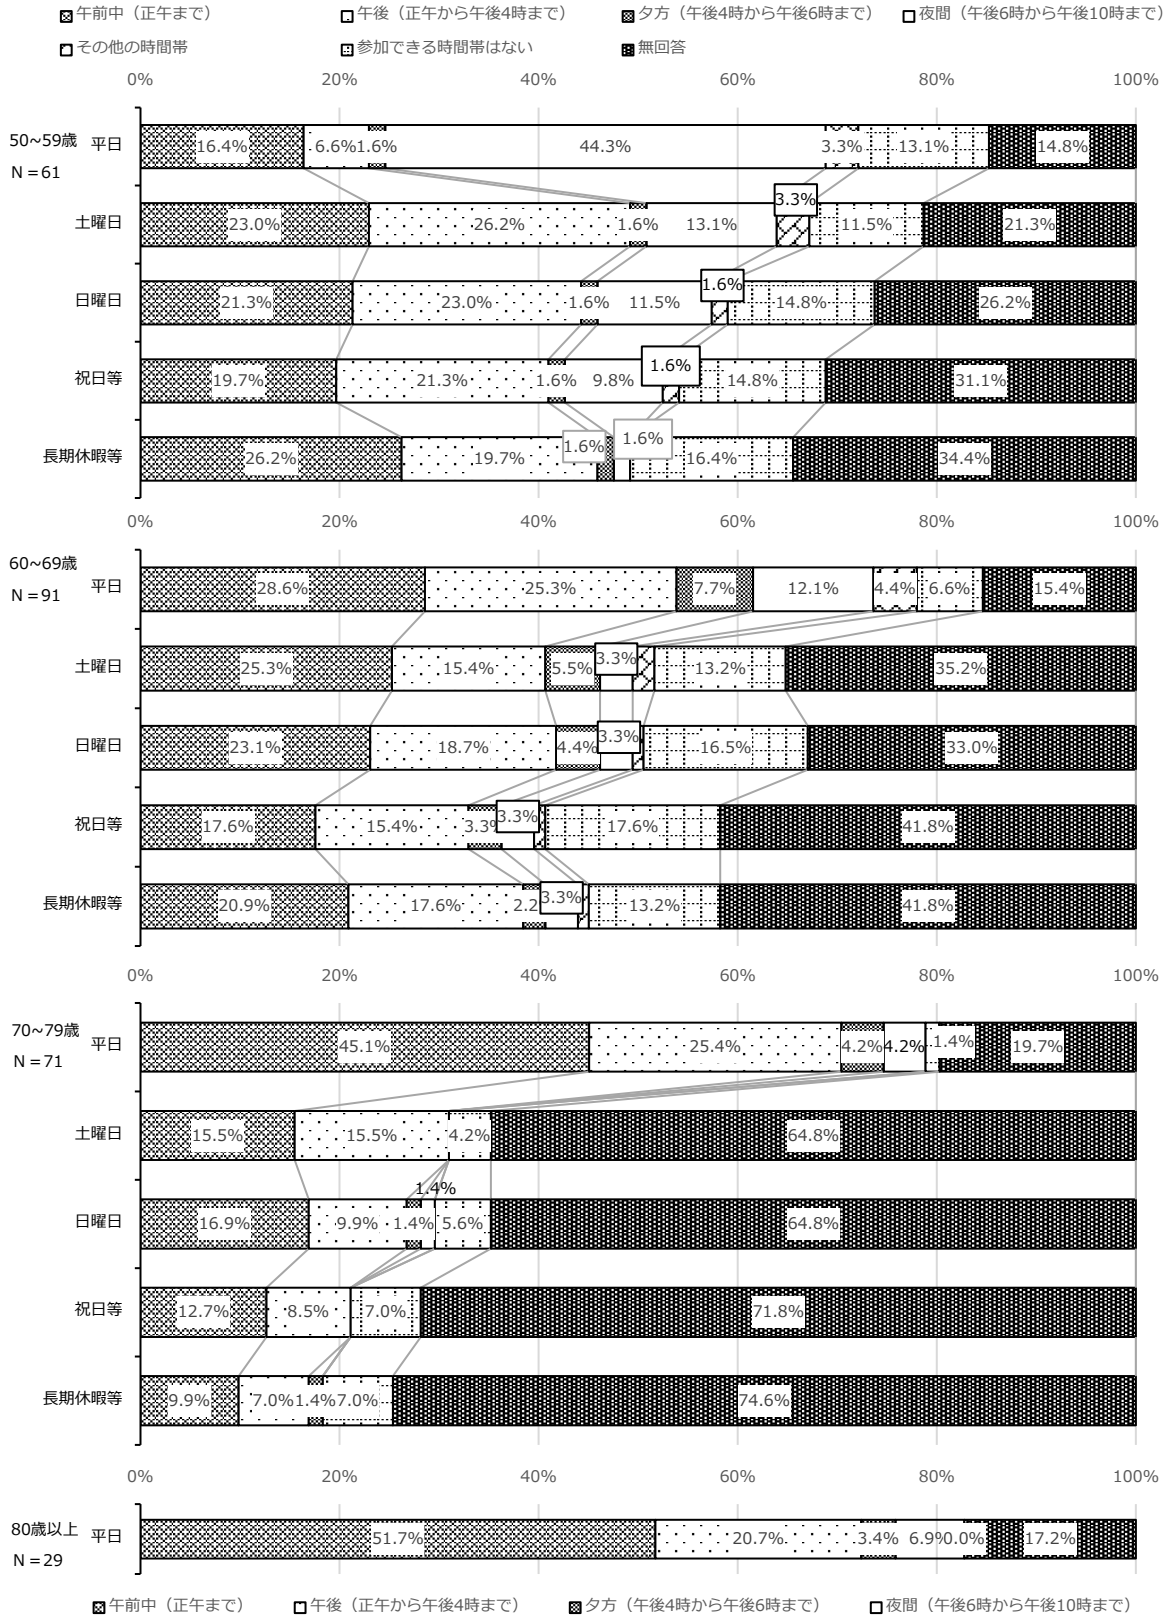 午前中（正午まで） 午後（正午から午後4時まで） 夕方（午後4時から午後6時まで） 夜間（午後6時から午後10時まで）
その他の時間帯 参加できる時間帯はない 無回答
0% 20% 40% 60% 80% 100%
50~59歳 平日 16.4% 6.6% 1.6% 44.3% 3.3% 13.1% 14.8%
N＝61
土曜日 23.0% 26.2% 1.6% 13.1% 3.3% 11.5% 21.3%
日曜日 21.3% 23.0% 1.6% 11.5% 1.6% 14.8% 26.2%
祝日等 19.7% 21.3% 1.6% 9.8% 1.6% 14.8% 31.1%
長期休暇等 26.2% 19.7% 1.6% 1.6% 16.4% 34.4%
0% 20% 40% 60% 80% 100%
60~69歳 平日 28.6% 25.3% 7.7% 12.1% 4.4% 6.6% 15.4%
N＝91
土曜日 25.3% 15.4% 5.5% 3.3% 13.2% 35.2%
日曜日 23.1% 18.7% 4.4% 3.3% 16.5% 33.0%
祝日等 17.6% 15.4% 3.3% 3.3% 17.6% 41.8%
長期休暇等 20.9% 17.6% 2.2 3.3% 13.2% 41.8%
0% 20% 40% 60% 80% 100%
70~79歳 平日 45.1% 25.4% 4.2% 4.2% 1.4% 19.7%
N＝71
土曜日 15.5% 15.5% 4.2% 64.8%
1.4%
日曜日 16.9% 9.9% 1.4% 5.6% 64.8%
祝日等 12.7% 8.5% 7.0% 71.8%
長期休暇等 9.9% 7.0% 1.4% 7.0% 74.6%
0% 20% 40% 60% 80% 100%
80歳以上 平日 51.7% 20.7% 3.4% 6.9% 0.0% 17.2%
N＝29
午前中（正午まで） 午後（正午から午後4時まで） 夕方（午後4時から午後6時まで） 夜間（午後6時から午後10時まで）